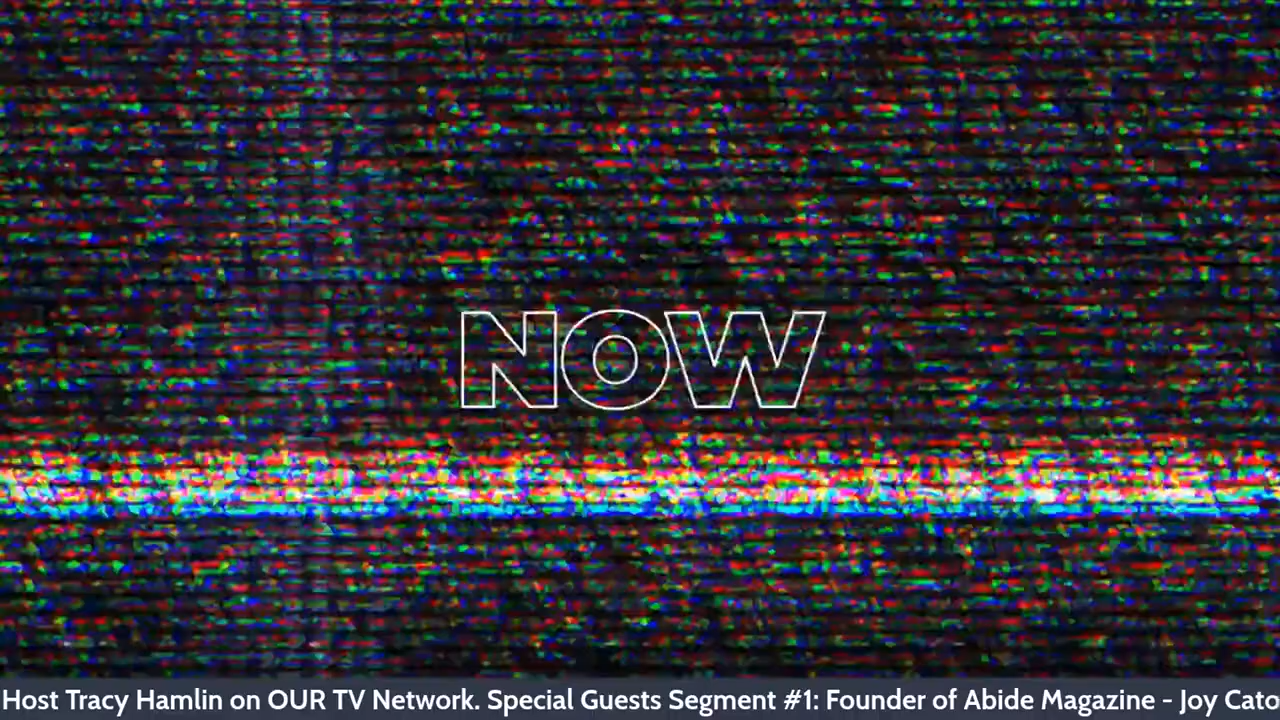 NOW
Host Tracy Hamlin on OUR TV Network. Special Guests Segment #1: Founder of Abide Magazine - Joy Cato